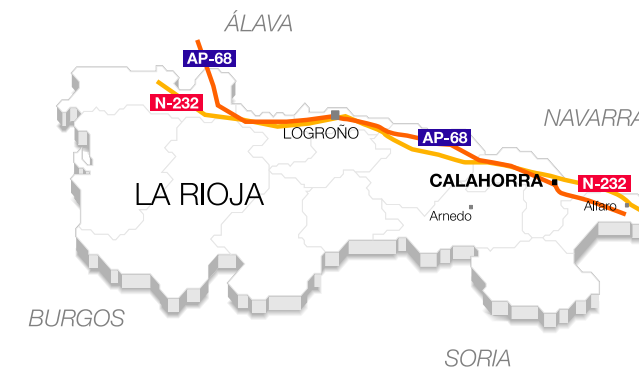 ÁLAVA
AP-68
N-232
NAVARRA
LOGROÑO
AP-68
LA RIOJA
CALAHORRA
N-232
Arnedo
Alfaro
BURGOS
SORIA